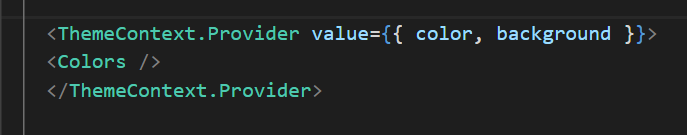 <ThemeContext.Provider value={{ color, background }}>
<Colors />
</ThemeContext.Provider>